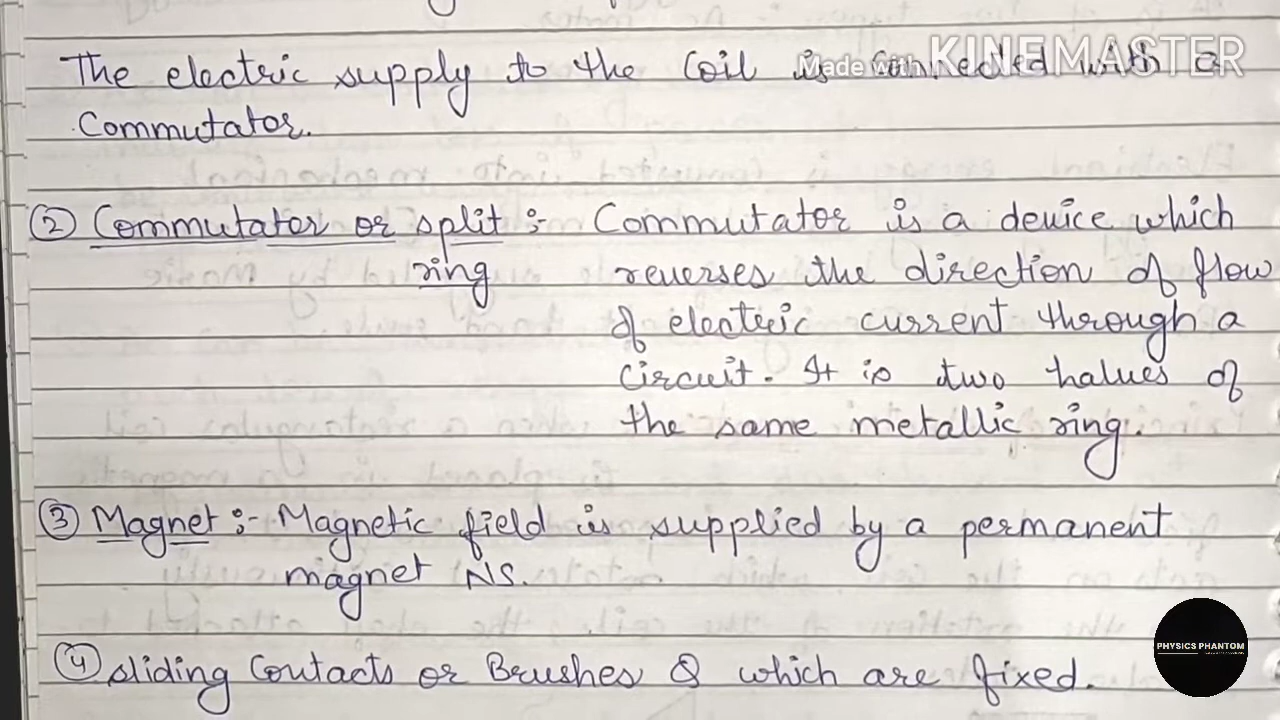 The electric supply to the Coil is Connected with a
Commutator.
② Commutator or split :- Commutator is a device which
ring reverses the direction of flow
of electric current through a
Circuit. It is two halves of
the same metallic ring.
③ Magnet :- Magnetic field is supplied by a permanent
magnet NS.
④ Sliding Contacts or Brushes Q which are fixed.
Made with KINEMASTER
PHYSICS PHANTOM